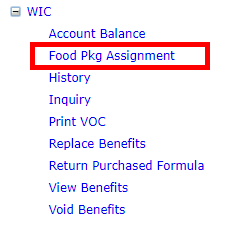 WIC
Account Balance
Food Pkg Assignment
History
Inquiry
Print VOC
Replace Benefits
Return Purchased Formula
View Benefits
Void Benefits